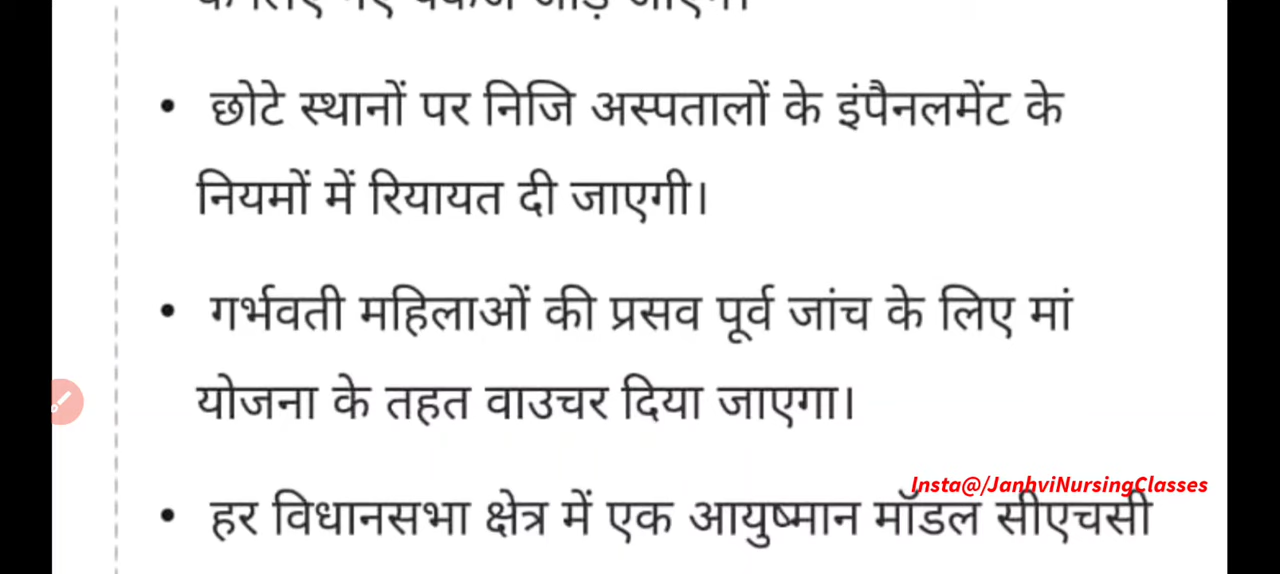 • छोटे स्थानों पर निजि अस्पतालों के इंपैनलमेंट के
नियमों में रियायत दी जाएगी।
• गर्भवती महिलाओं की प्रसव पूर्व जांच के लिए मां
योजना के तहत वाउचर दिया जाएगा।
Insta@/JanhviNursingClasses
• हर विधानसभा क्षेत्र में एक आयुष्मान मॉडल सीएचसी